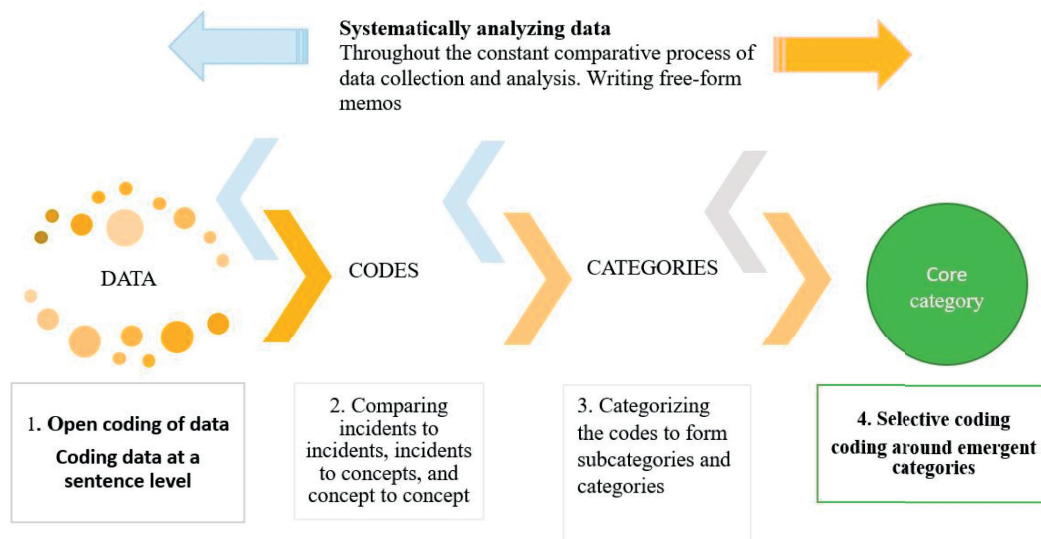 Systematically analyzing data
Throughout the constant comparative process of
data collection and analysis. Writing free-form
memos
DATA
CODES
CATEGORIES
Core
category
1. Open coding of data
Coding data at a
sentence level
2. Comparing
incidents to
incidents, incidents
to concepts, and
concept to concept
3. Categorizing
the codes to form
subcategories and
categories
4. Selective coding
coding around emergent
categories